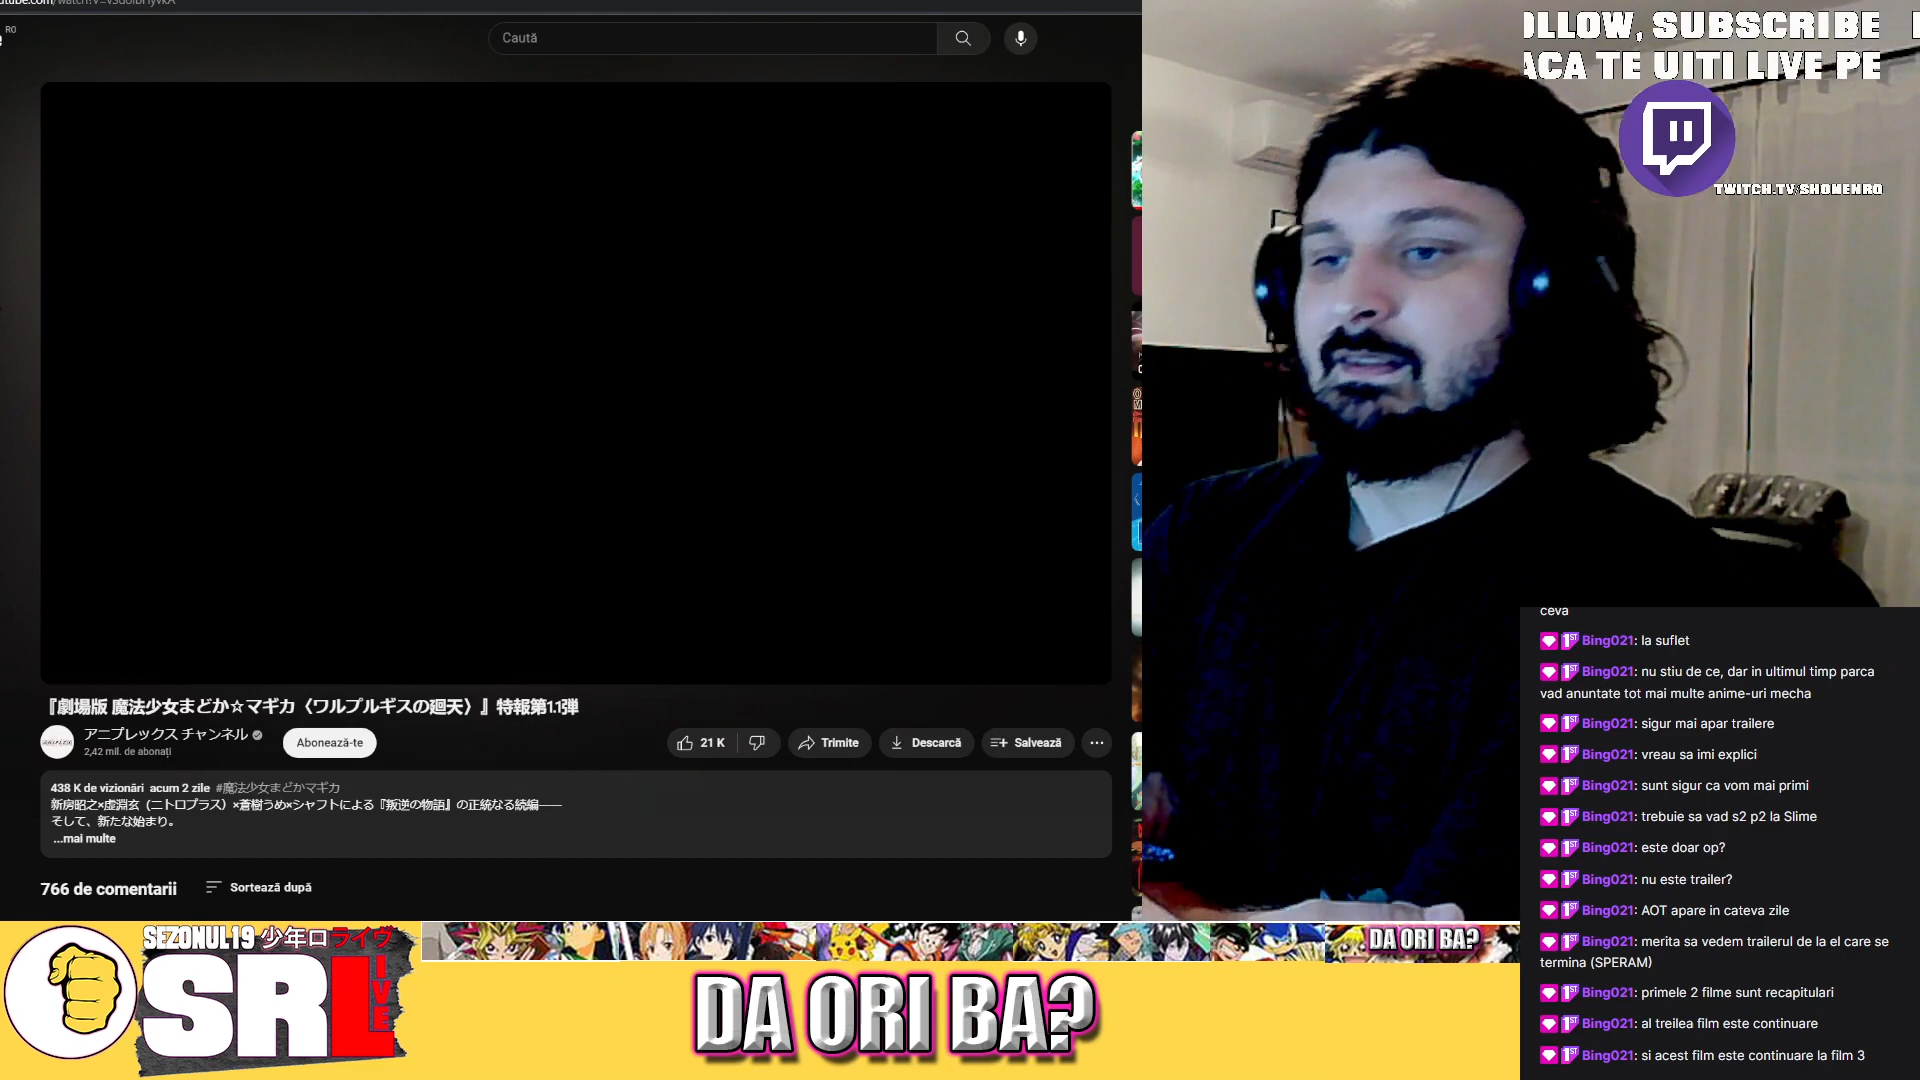 RO
Caută
OLLOW, SUBSCRIBE
ACA TE UITI LIVE PE
TWITCH.TV/SHONENRO
『劇場版 魔法少女まどか☆マギカ〈ワルプルギスの廻天〉』特報第1.1弾
アニプレックス チャンネル
2,42 mil. de abonați
Abonează-te
21 K
Trimite
Descarcă
Salvează
438 K de vizionări acum 2 zile #魔法少女まどかマギカ
新房昭之×虚淵玄（ニトロプラス）×蒼樹うめ×シャフトによる『叛逆の物語』の正統なる続編――
そして、新たな始まり。
...mai multe
766 de comentarii
Sortează după
ceva
Bing021: la suflet
Bing021: nu stiu de ce, dar in ultimul timp parca
vad anuntate tot mai multe anime-uri mecha
Bing021: sigur mai apar trailere
Bing021: vreau sa imi explici
Bing021: sunt sigur ca vom mai primi
Bing021: trebuie sa vad s2 p2 la Slime
Bing021: este doar op?
Bing021: nu este trailer?
Bing021: AOT apare in cateva zile
Bing021: merita sa vedem trailerul de la el care se
termina (SPERAM)
Bing021: primele 2 filme sunt recapitulari
Bing021: al treilea film este continuare
Bing021: si acest film este continuare la film 3
SEZONUL19 少年ロライヴ
SRL
LIVE
DA ORI BA?
DA ORI BA?